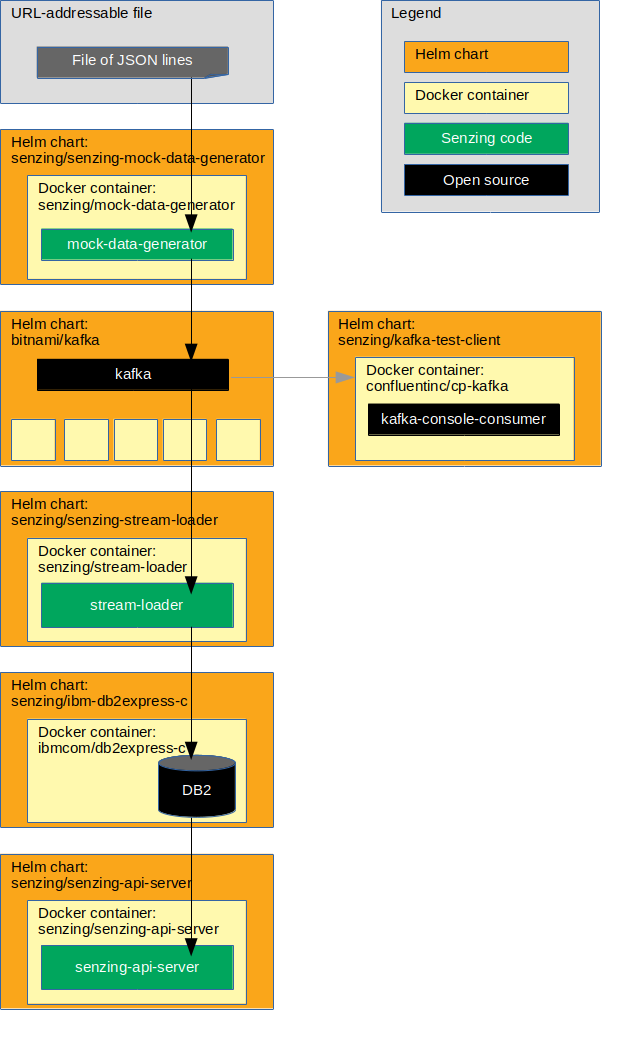 URL-addressable file
File of JSON lines
Legend
Helm chart
Docker container
Senzing code
Open source
Helm chart:
senzing/senzing-mock-data-generator
Docker container:
senzing/mock-data-generator
mock-data-generator
Helm chart:
bitnami/kafka
kafka
Helm chart:
senzing/kafka-test-client
Docker container:
confluentinc/cp-kafka
kafka-console-consumer
Helm chart:
senzing/senzing-stream-loader
Docker container:
senzing/stream-loader
stream-loader
Helm chart:
senzing/ibm-db2express-c
Docker container:
ibmcom/db2express-c
DB2
Helm chart:
senzing/senzing-api-server
Docker container:
senzing/senzing-api-server
senzing-api-server